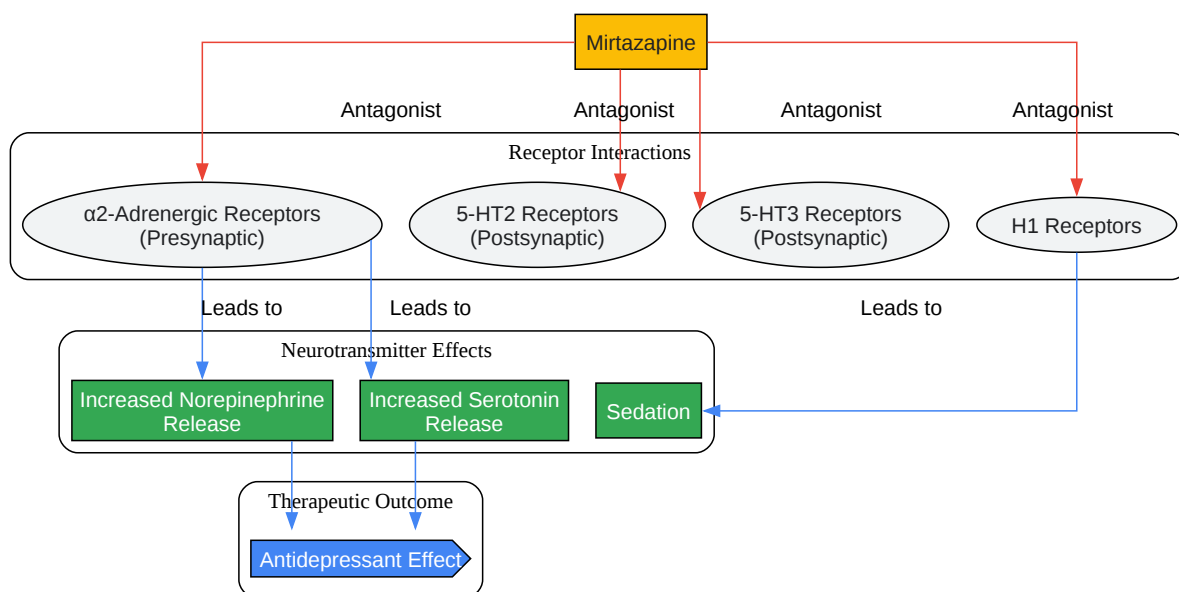 Mirtazapine
Antagonist
Antagonist
Antagonist
Antagonist
Receptor Interactions
α2-Adrenergic Receptors
(Presynaptic)
5-HT2 Receptors
(Postsynaptic)
5-HT3 Receptors
(Postsynaptic)
H1 Receptors
Leads to
Leads to
Leads to
Neurotransmitter Effects
Increased Norepinephrine
Release
Increased Serotonin
Release
Sedation
Therapeutic Outcome
Antidepressant Effect